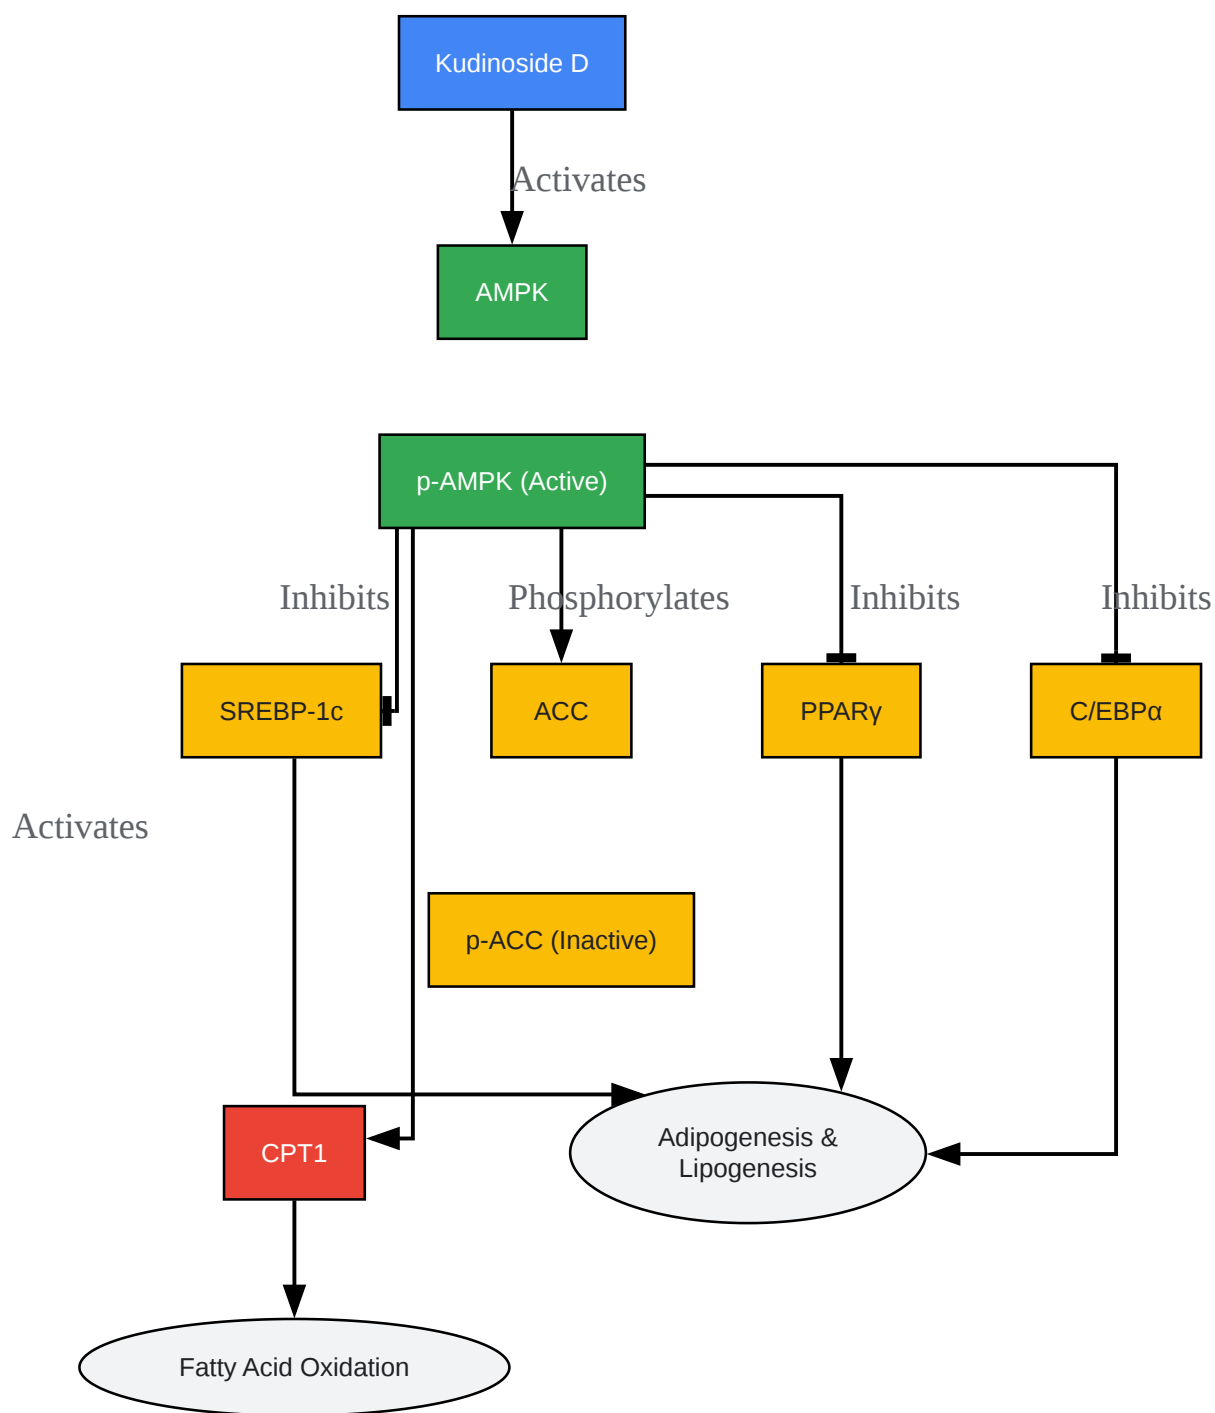 Kudinoside D
Activates
AMPK
p-AMPK (Active)
Inhibits
Phosphorylates
Inhibits
Inhibits
SREBP-1c
ACC
PPARγ
C/EBPα
Activates
p-ACC (Inactive)
CPT1
Adipogenesis &
Lipogenesis
Fatty Acid Oxidation